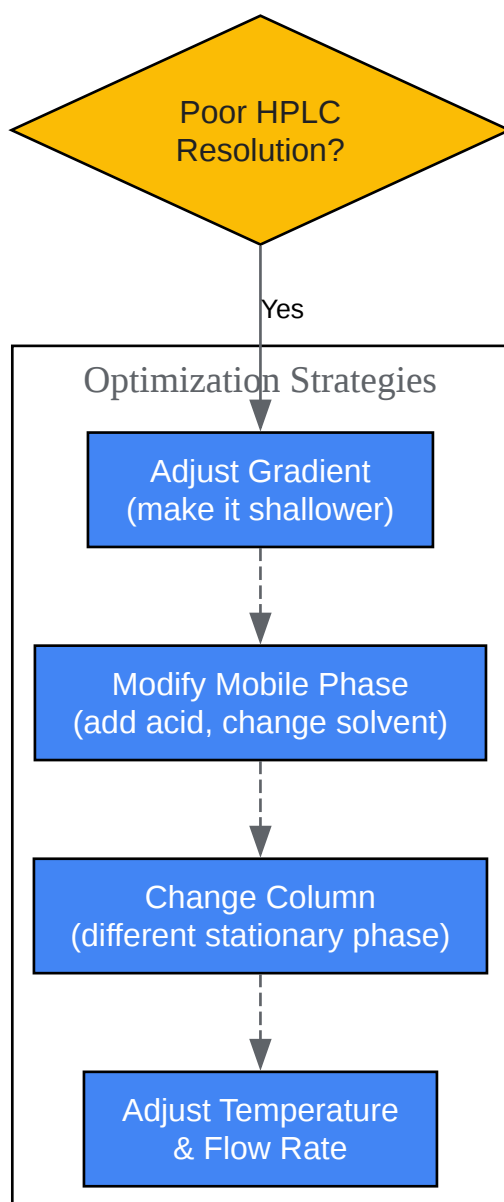 Poor HPLC
Resolution?
Yes
Optimization Strategies
Adjust Gradient
(make it shallower)
Modify Mobile Phase
(add acid, change solvent)
Change Column
(different stationary phase)
Adjust Temperature
& Flow Rate